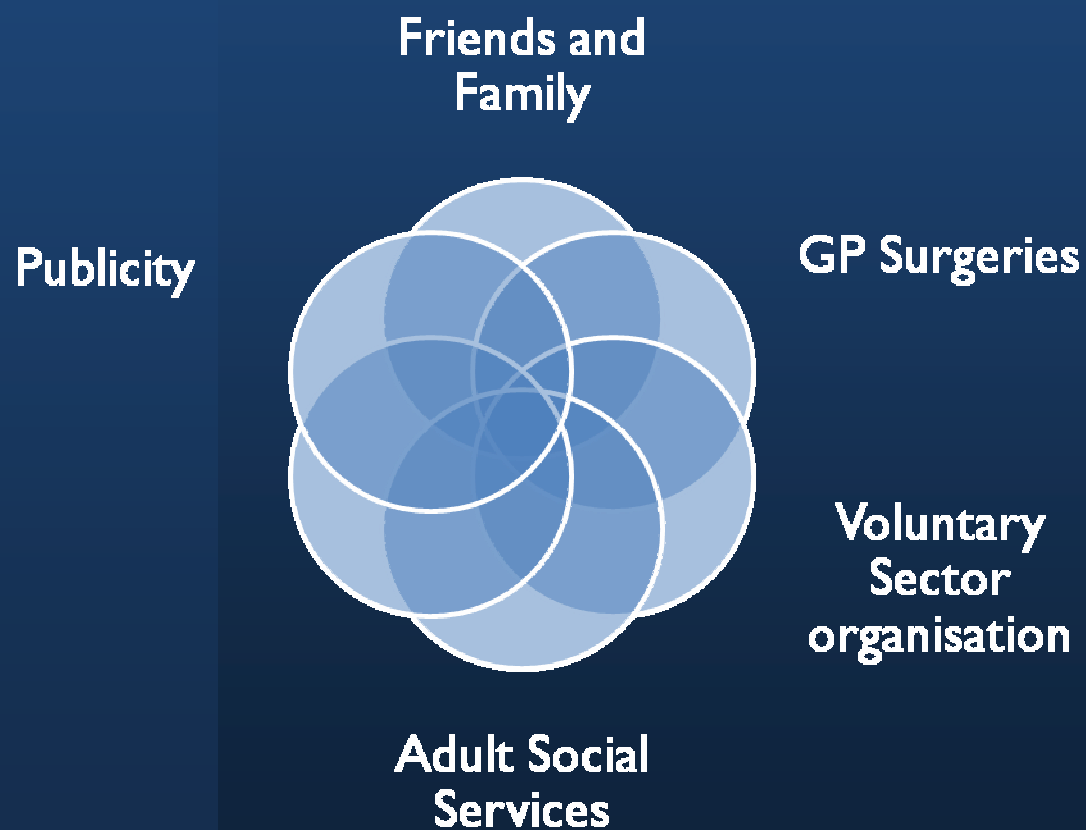 Friends and
Family
Publicity
GP Surgeries
Voluntary
Sector
organisation
Adult Social
Services